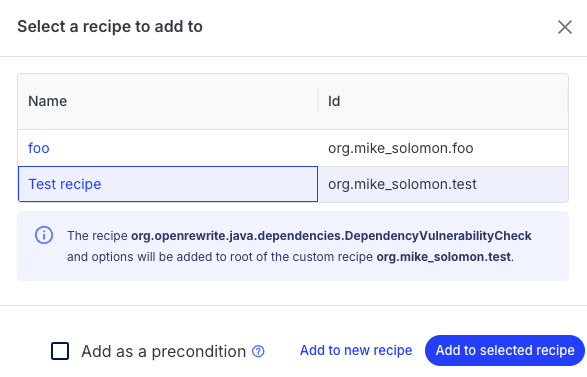 Select a recipe to add to
Name Id
foo org.mike_solomon.foo
Test recipe org.mike_solomon.test
The recipe org.openrewrite.java.dependencies.DependencyVulnerabilityCheck
and options will be added to root of the custom recipe org.mike_solomon.test.
Add as a precondition Add to new recipe Add to selected recipe